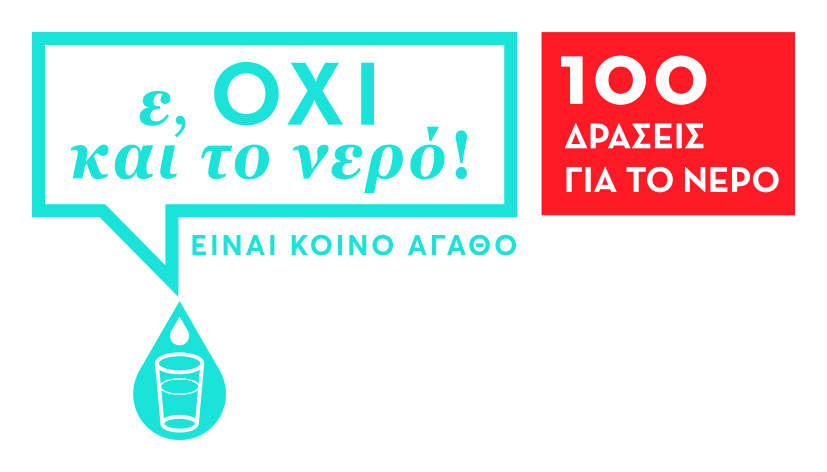 ε, ΟΧΙ
και το νερό!
ΕΙΝΑΙ ΚΟΙΝΟ ΑΓΑΘΟ
100
ΔΡΑΣΕΙΣ
ΓΙΑ ΤΟ ΝΕΡΟ